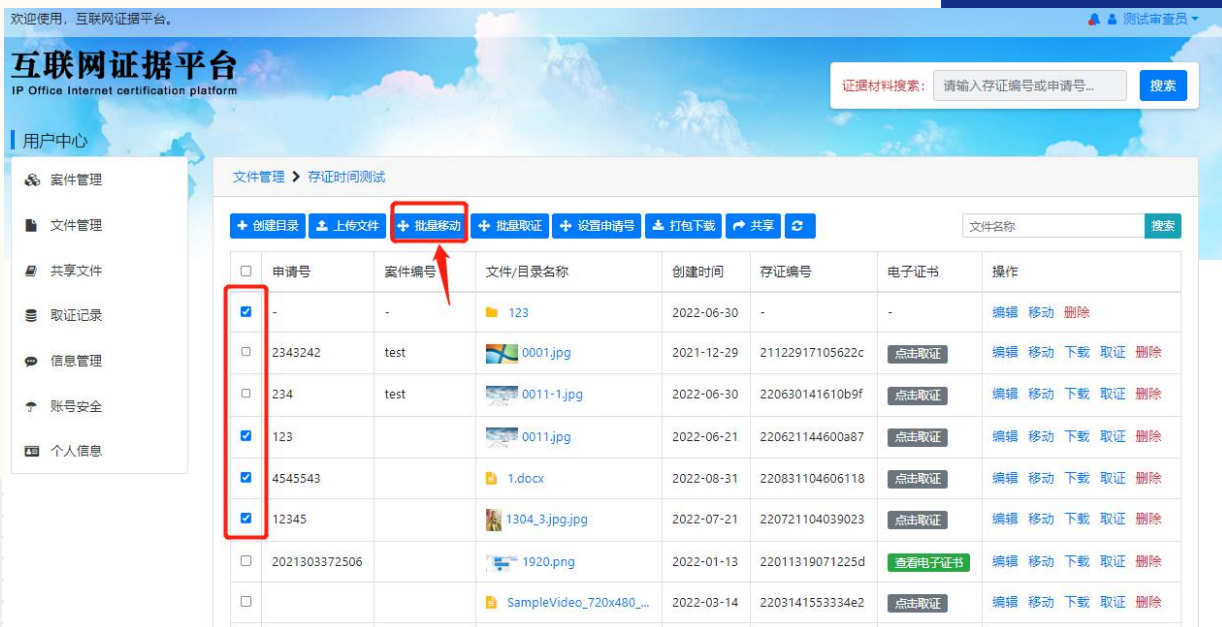 欢迎使用，互联网证据平台。
测试审查员
互联网证据平台
IP Office Internet certification platform
证据材料搜索： 请输入存证编号或申请号... 搜索
用户中心
案件管理
文件管理
共享文件
取证记录
信息管理
账号安全
个人信息
文件管理 存证时间测试
创建目录 上传文件 批量移动 批量取证 设置申请号 打包下载 共享 文件名称 搜索
申请号 案件编号 文件/目录名称 创建时间 存证编号 电子证书 操作
- - 123 2022-06-30 - - 编辑 移动 删除
2343242 test 0001.jpg 2021-12-29 21122917105622c 点击取证 编辑 移动 下载 取证 删除
234 test 0011-1.jpg 2022-06-30 220630141610b9f 点击取证 编辑 移动 下载 取证 删除
123 0011.jpg 2022-06-21 220621144600a87 点击取证 编辑 移动 下载 取证 删除
4545543 1.docx 2022-08-31 220831104606118 点击取证 编辑 移动 下载 取证 删除
12345 1304_3.jpg.jpg 2022-07-21 220721104039023 点击取证 编辑 移动 下载 取证 删除
2021303372506 1920.png 2022-01-13 22011319071225d 查看电子证书 编辑 移动 下载 取证 删除
SampleVideo_720x480_... 2022-03-14 2203141553334e2 点击取证 编辑 移动 下载 取证 删除